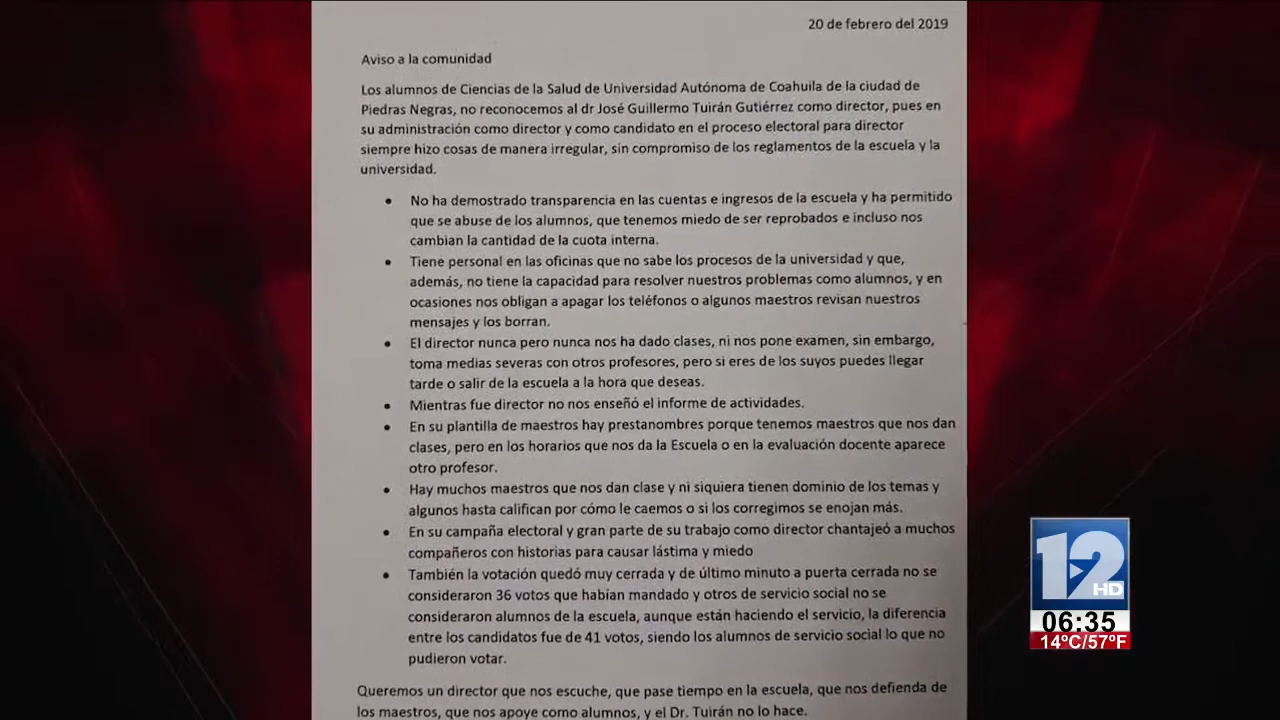 20 de febrero del 2019
Aviso a la comunidad
Los alumnos de Ciencias de la Salud de Universidad Autónoma de Coahuila de la ciudad de
Piedras Negras, no reconocemos al dr José Guillermo Tuirán Gutiérrez como director, pues en
su administración como director y como candidato en el proceso electoral para director
siempre hizo cosas de manera irregular, sin compromiso de los reglamentos de la escuela y la
universidad.
• No ha demostrado transparencia en las cuentas e ingresos de la escuela y ha permitido
que se abuse de los alumnos, que tenemos miedo de ser reprobados e incluso nos
cambian la cantidad de la cuota interna.
• Tiene personal en las oficinas que no sabe los procesos de la universidad y que,
además, no tiene la capacidad para resolver nuestros problemas como alumnos, y en
ocasiones nos obligan a apagar los teléfonos o algunos maestros revisan nuestros
mensajes y los borran.
• El director nunca pero nunca nos ha dado clases, ni nos pone examen, sin embargo,
toma medias severas con otros profesores, pero si eres de los suyos puedes llegar
tarde o salir de la escuela a la hora que deseas.
• Mientras fue director no nos enseñó el informe de actividades.
• En su plantilla de maestros hay prestanombres porque tenemos maestros que nos dan
clases, pero en los horarios que nos da la Escuela o en la evaluación docente aparece
otro profesor.
• Hay muchos maestros que nos dan clase y ni siquiera tienen dominio de los temas y
algunos hasta califican por cómo le caemos o si los corregimos se enojan más.
• En su campaña electoral y gran parte de su trabajo como director chantajeó a muchos
compañeros con historias para causar lástima y miedo
• También la votación quedó muy cerrada y de último minuto a puerta cerrada no se
consideraron 36 votos que habían mandado y otros de servicio social no se
consideraron alumnos de la escuela, aunque están haciendo el servicio, la diferencia
entre los candidatos fue de 41 votos, siendo los alumnos de servicio social lo que no
pudieron votar.
Queremos un director que nos escuche, que pase tiempo en la escuela, que nos defienda de
los maestros, que nos apoye como alumnos, y el Dr. Tuirán no lo hace.
12
HD
06:35
14ºC/57ºF